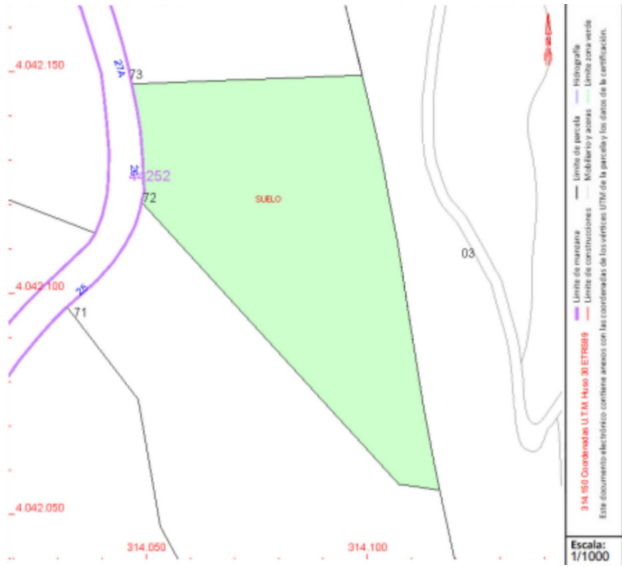 4.042.150
73
27A
26
44252
72
SUELO
03
4.042.100
25
71
4.042.050
314.050
314.100
314.150 Coordenadas U.T.M. Huso 30 ETRS89
Límite de manzana
Límite de parcela
Hidrografía
Límite de construcciones
Mobiliario y aceras
Límite zona verde
Este documento electrónico contiene anexos con las coordenadas de los vértices UTM de la parcela y los datos de la certificación.
Escala:
1/1000